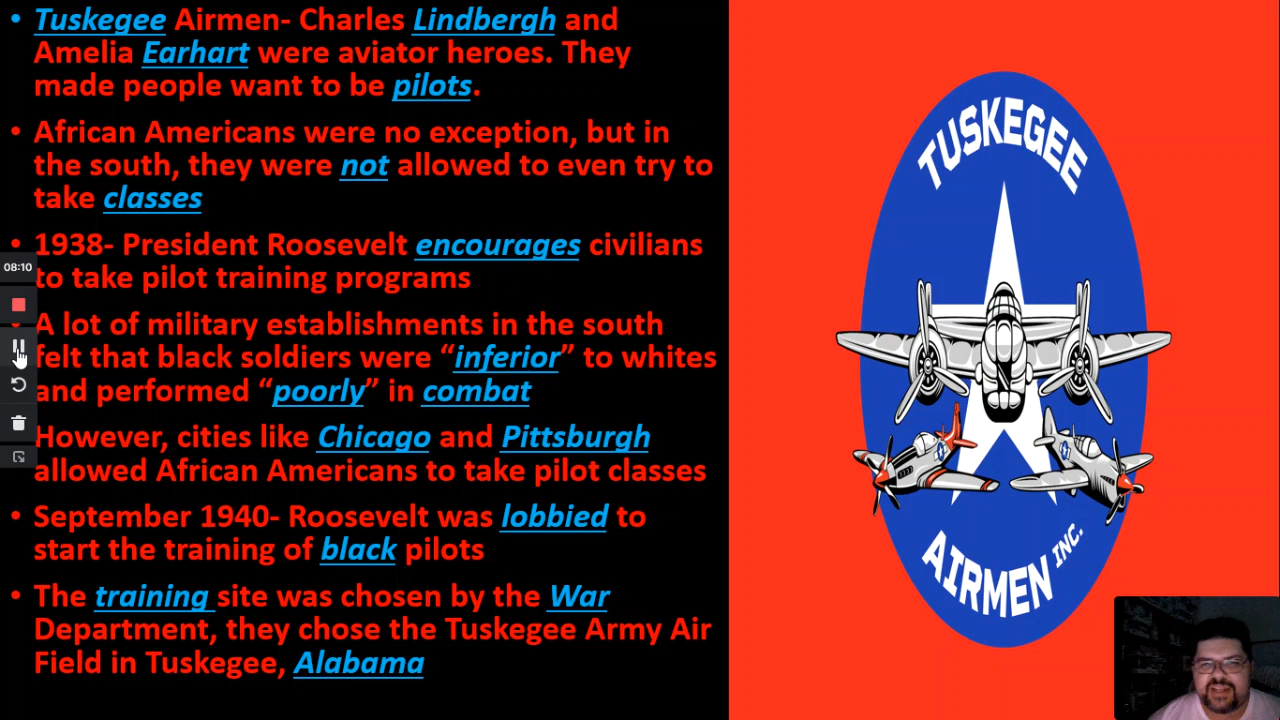 • Tuskegee Airmen- Charles Lindbergh and
Amelia Earhart were aviator heroes. They
made people want to be pilots.
• African Americans were no exception, but in
the south, they were not allowed to even try to
take classes
• 1938- President Roosevelt encourages civilians
to take pilot training programs
A lot of military establishments in the south
felt that black soldiers were “inferior” to whites
and performed “poorly” in combat
However, cities like Chicago and Pittsburgh
allowed African Americans to take pilot classes
• September 1940- Roosevelt was lobbied to
start the training of black pilots
• The training site was chosen by the War
Department, they chose the Tuskegee Army Air
Field in Tuskegee, Alabama
08:10
TUSKEGEE
AIRMEN INC.